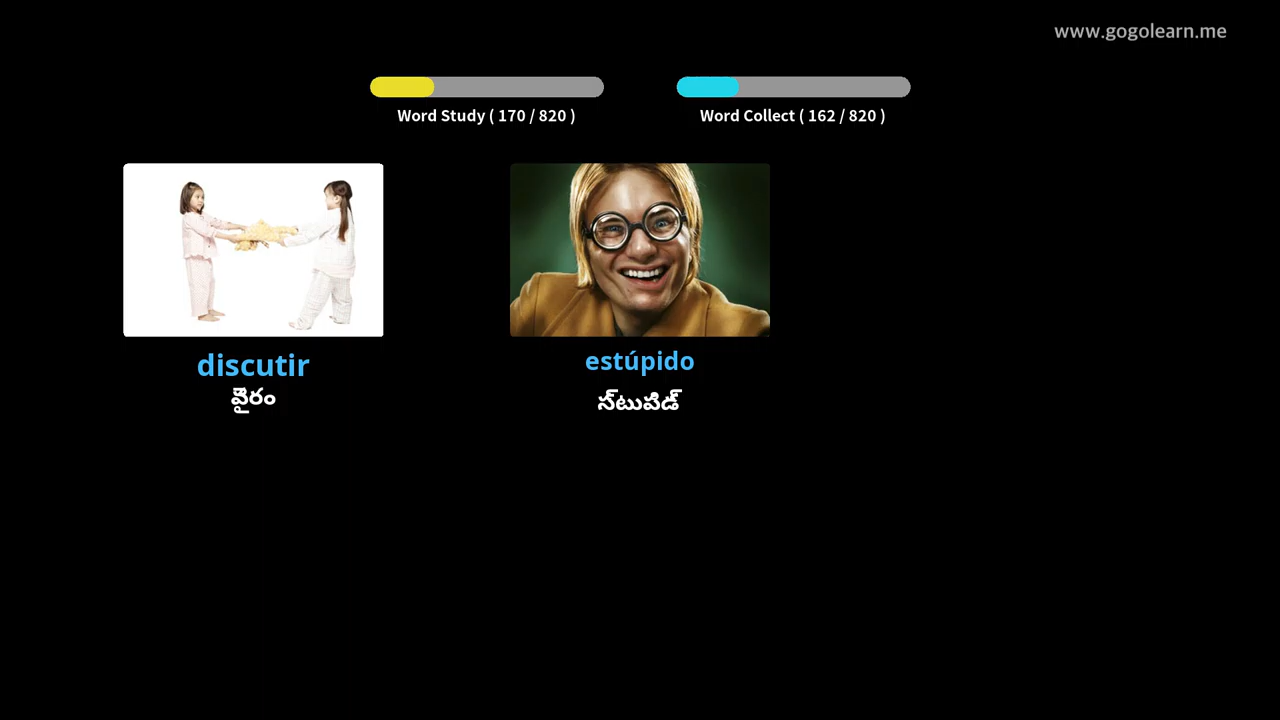 www.gogolearn.me
Word Study ( 170 / 820 )
Word Collect ( 162 / 820 )
discutir
వైరం
estúpido
స్టుపిడ్